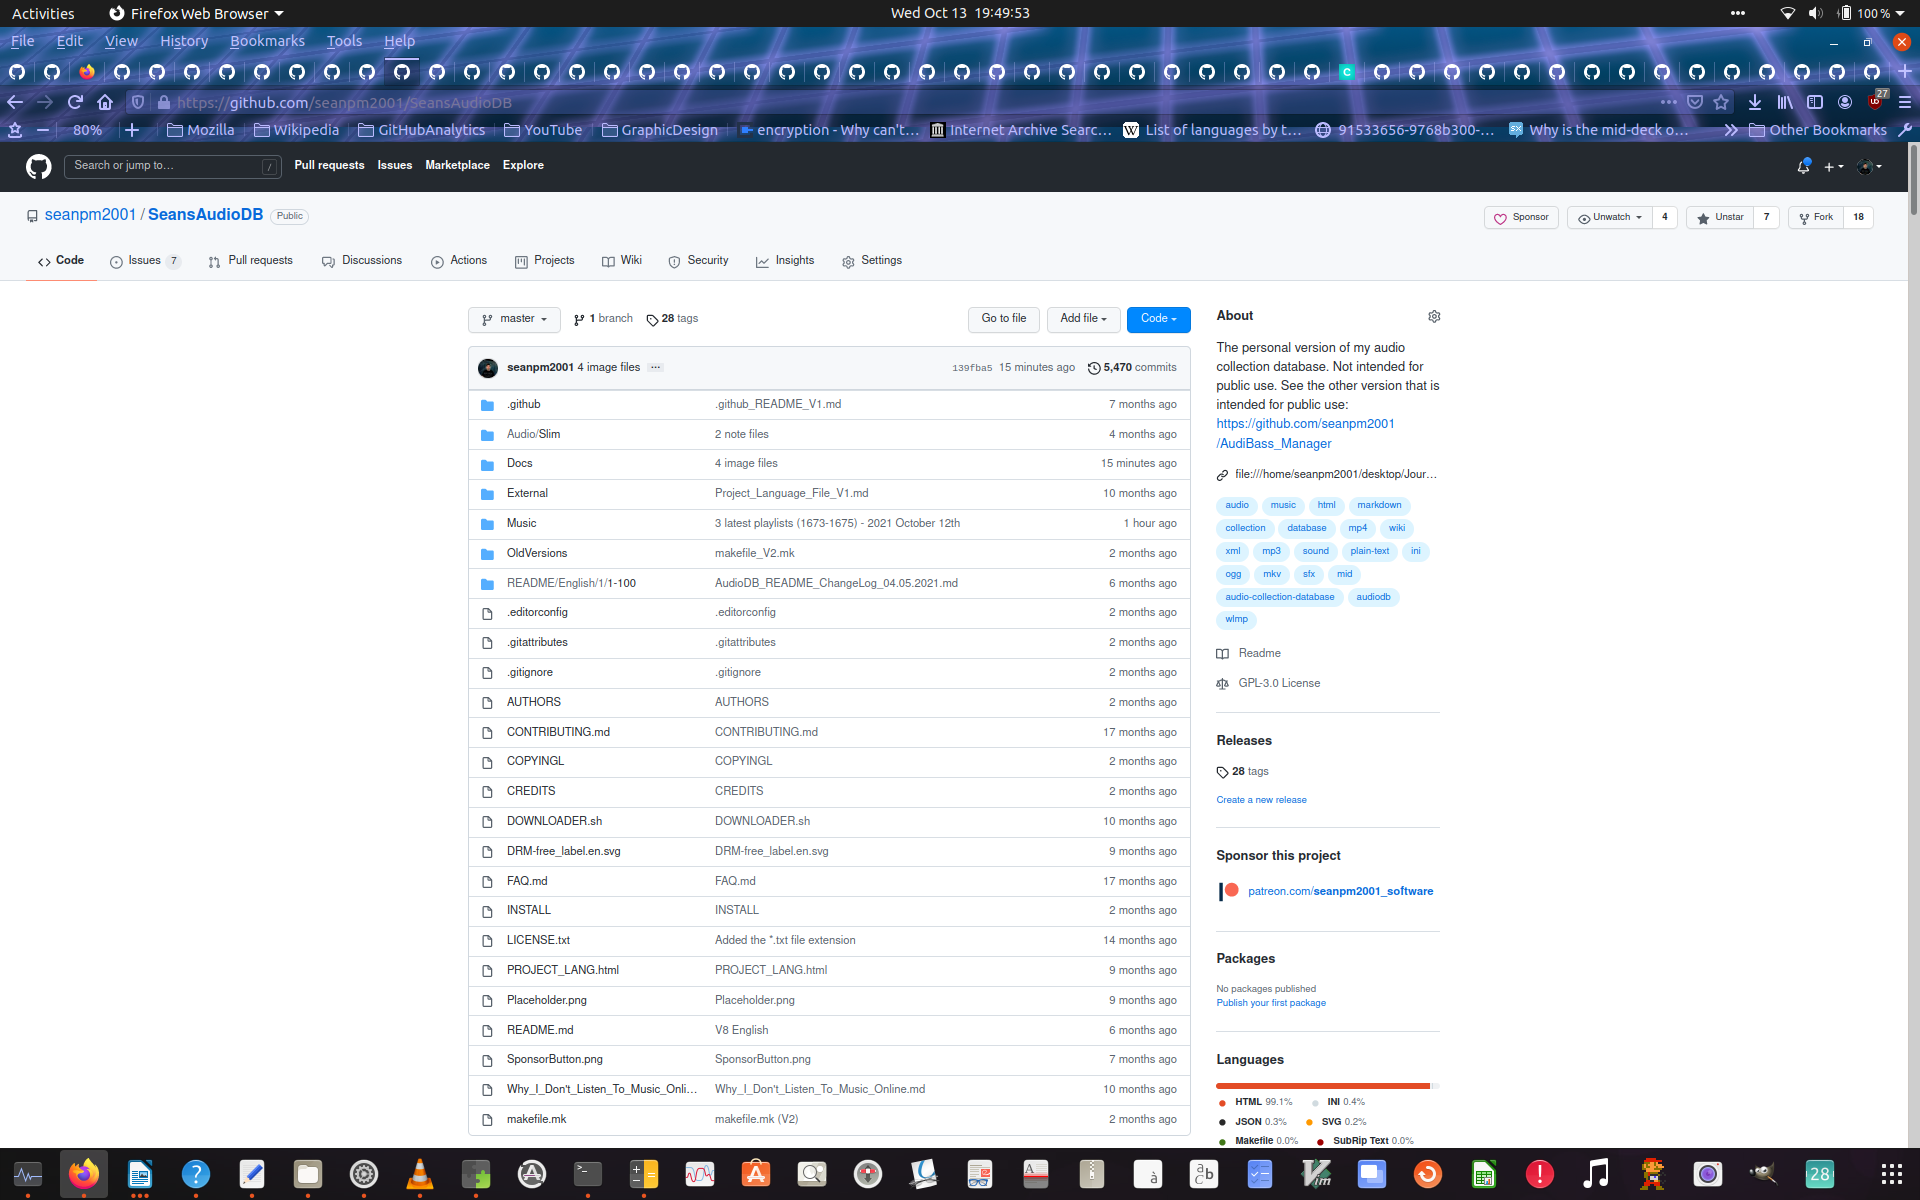 Activities Firefox Web Browser Wed Oct 13 19:49:53 100 %
File Edit View History Bookmarks Tools Help
https://github.com/seanpm2001/SeansAudioDB 27
80% Mozilla Wikipedia GitHubAnalytics YouTube GraphicDesign encryption - Why can't… Internet Archive Searc… List of languages by t… 91533656-9768b300-… Why is the mid-deck o… Other Bookmarks
Search or jump to… / Pull requests Issues Marketplace Explore
seanpm2001 / SeansAudioDB Public Sponsor Unwatch 4 Unstar 7 Fork 18
Code Issues 7 Pull requests Discussions Actions Projects Wiki Security Insights Settings
master 1 branch 28 tags Go to file Add file Code
seanpm2001 4 image files … 139fba5 15 minutes ago 5,470 commits
.github .github_README_V1.md 7 months ago
Audio/Slim 2 note files 4 months ago
Docs 4 image files 15 minutes ago
External Project_Language_File_V1.md 10 months ago
Music 3 latest playlists (1673-1675) - 2021 October 12th 1 hour ago
OldVersions makefile_V2.mk 2 months ago
README/English/1/1-100 AudioDB_README_ChangeLog_04.05.2021.md 6 months ago
.editorconfig .editorconfig 2 months ago
.gitattributes .gitattributes 2 months ago
.gitignore .gitignore 2 months ago
AUTHORS AUTHORS 2 months ago
CONTRIBUTING.md CONTRIBUTING.md 17 months ago
COPYINGL COPYINGL 2 months ago
CREDITS CREDITS 2 months ago
DOWNLOADER.sh DOWNLOADER.sh 10 months ago
DRM-free_label.en.svg DRM-free_label.en.svg 9 months ago
FAQ.md FAQ.md 17 months ago
INSTALL INSTALL 2 months ago
LICENSE.txt Added the *.txt file extension 14 months ago
PROJECT_LANG.html PROJECT_LANG.html 9 months ago
Placeholder.png Placeholder.png 9 months ago
README.md V8 English 6 months ago
SponsorButton.png SponsorButton.png 7 months ago
Why_I_Don't_Listen_To_Music_Onli… Why_I_Don't_Listen_To_Music_Online.md 10 months ago
makefile.mk makefile.mk (V2) 2 months ago
About
The personal version of my audio
collection database. Not intended for
public use. See the other version that is
intended for public use:
https://github.com/seanpm2001
/AudiBass_Manager
file:///home/seanpm2001/desktop/Jour…
audio music html markdown
collection database mp4 wiki
xml mp3 sound plain-text ini
ogg mkv sfx mid
audio-collection-database audiodb
wlmp
Readme
GPL-3.0 License
Releases
28 tags
Create a new release
Sponsor this project
patreon.com/seanpm2001_software
Packages
No packages published
Publish your first package
Languages
HTML 99.1% INI 0.4%
JSON 0.3% SVG 0.2%
Makefile 0.0% SubRip Text 0.0%
28